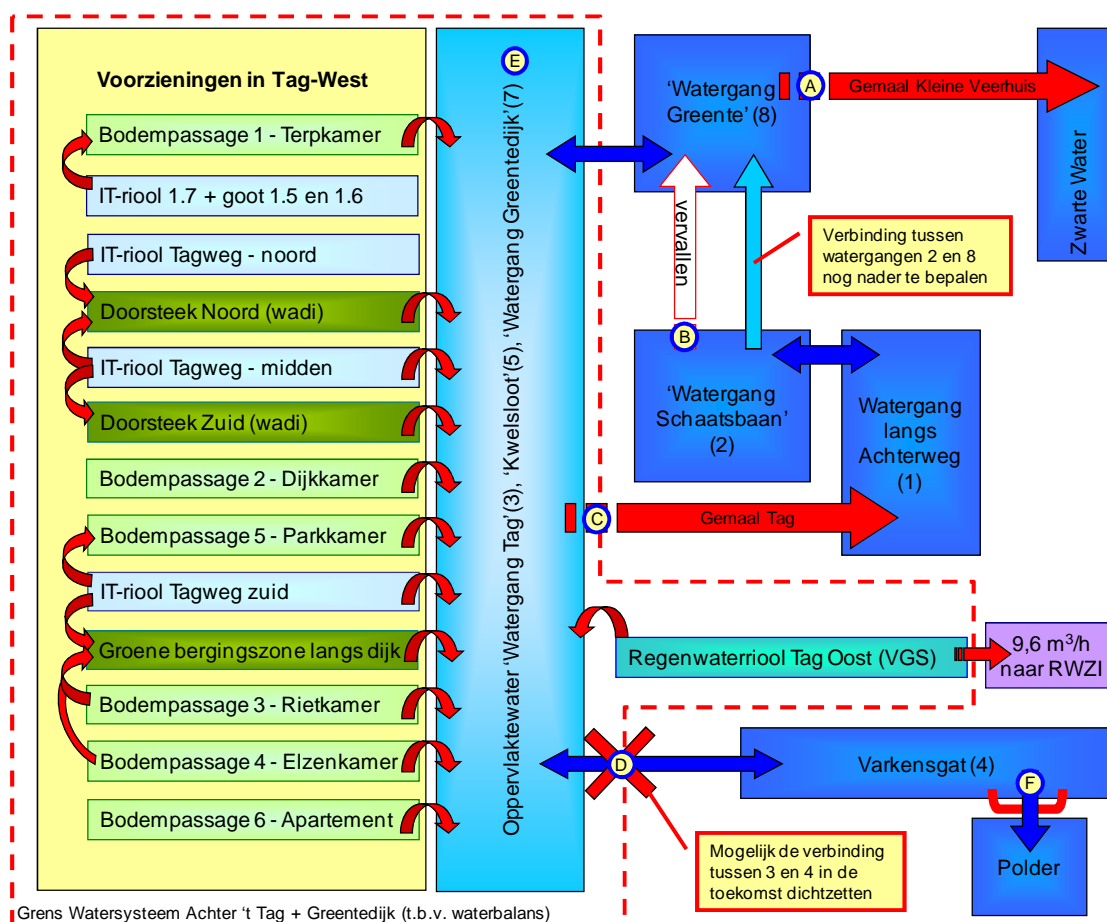 Voorzieningen in Tag-West
Bodempassage 1 - Terpkamer
IT-riool 1.7 + goot 1.5 en 1.6
IT-riool Tagweg - noord
Doorsteek Noord (wadi)
IT-riool Tagweg - midden
Doorsteek Zuid (wadi)
Bodempassage 2 - Dijkkamer
Bodempassage 5 - Parkkamer
IT-riool Tagweg zuid
Groene bergingszone langs dijk
Bodempassage 3 - Rietkamer
Bodempassage 4 - Elzenkamer
Bodempassage 6 - Apartement
E
Oppervlaktewater 'Watergang Tag'(3), 'Kwelsloot'(5), 'Watergang Greentedijk'(7)
'Watergang
Greente' (8)
A
Gemaal Kleine Veerhuis
Zwarte Water
vervallen
Verbinding tussen
watergangen 2 en 8
nog nader te bepalen
B
'Watergang
Schaatsbaan'
(2)
Watergang
langs
Achterweg
(1)
C
Gemaal Tag
Regenwaterriool Tag Oost (VGS)
9,6 m³/h
naar RWZI
D
Varkensgat (4)
F
Polder
Mogelijk de verbinding
tussen 3 en 4 in de
toekomst dichtzetten
Grens Watersysteem Achter 't Tag + Greentedijk (t.b.v. waterbalans)